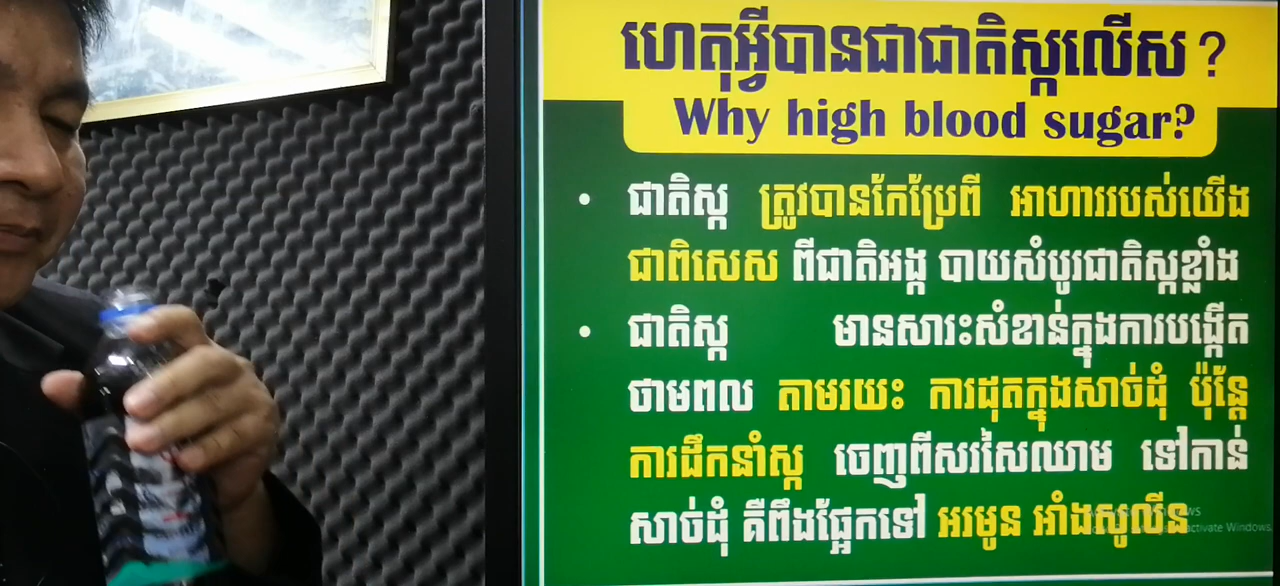 ហេតុអ្វីបានជាជាតិស្ករលើស?
Why high blood sugar?
• ជាតិស្ក ត្រូវបានកែប្រែពី អាហាររបស់យើង
ជាពិសេស ពីជាតិអង្ក បាយសំបូរជាតិស្កខ្លាំង
• ជាតិស្ក មានសារះសំខាន់ក្នុងការបង្កើត
ថាមពល តាមរយះ ការដុតក្នុងសាច់ដុំ ប៉ុន្តែ
ការដឹកនាំស្ក ចេញពីសរសៃឈាម ទៅកាន់
សាច់ដុំ គឺពឹងផ្អែកទៅ អរមូន អាំងសូលីន
activate Windows.